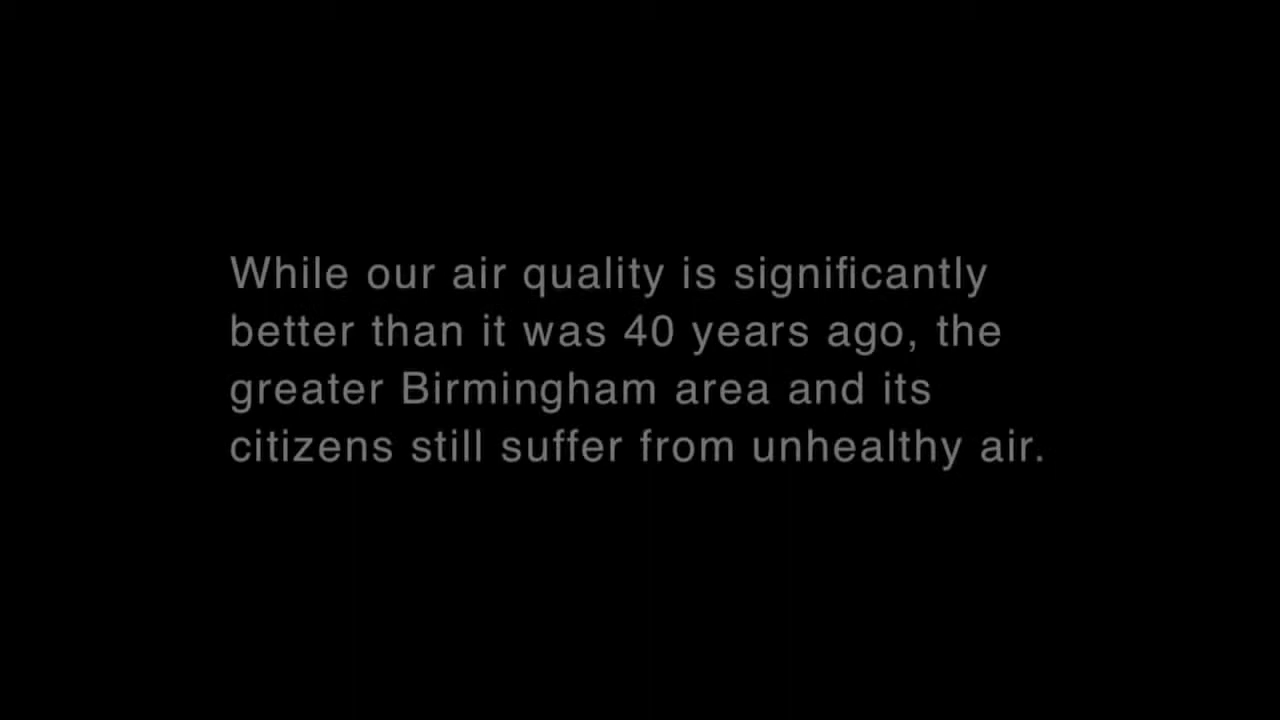 While our air quality is significantly
better than it was 40 years ago, the
greater Birmingham area and its
citizens still suffer from unhealthy air.